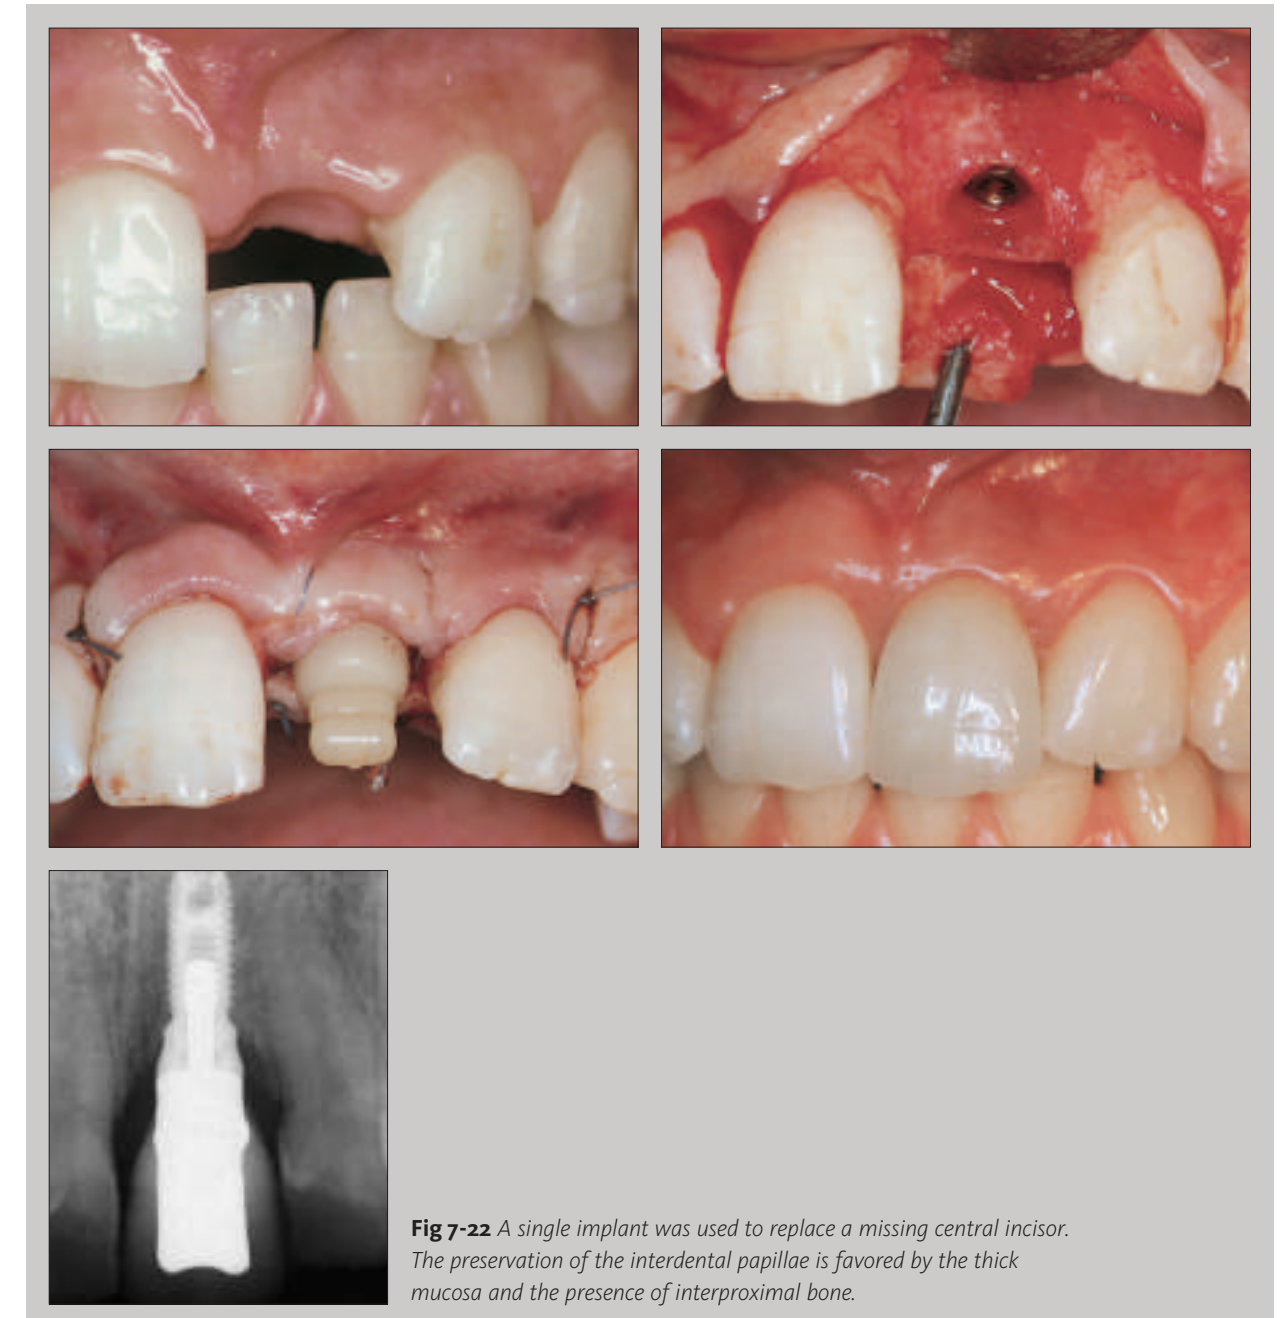 Fig 7-22 A single implant was used to replace a missing central incisor.
The preservation of the interdental papillae is favored by the thick
mucosa and the presence of interproximal bone.